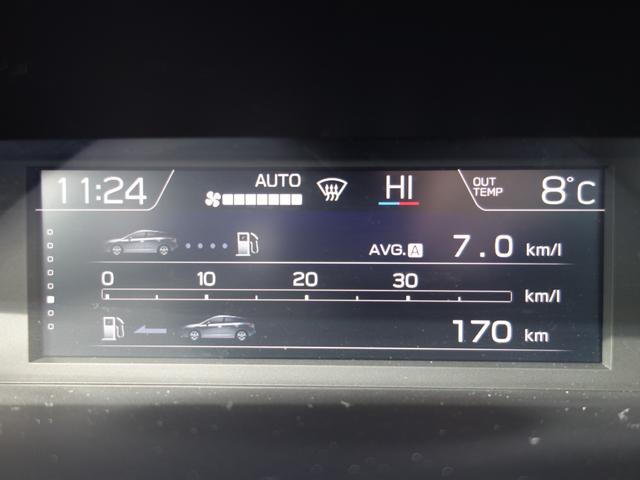 11:24 AUTO HI OUT TEMP 8°C
AVG. A 7.0 km/l
0 10 20 30
km/l
170 km